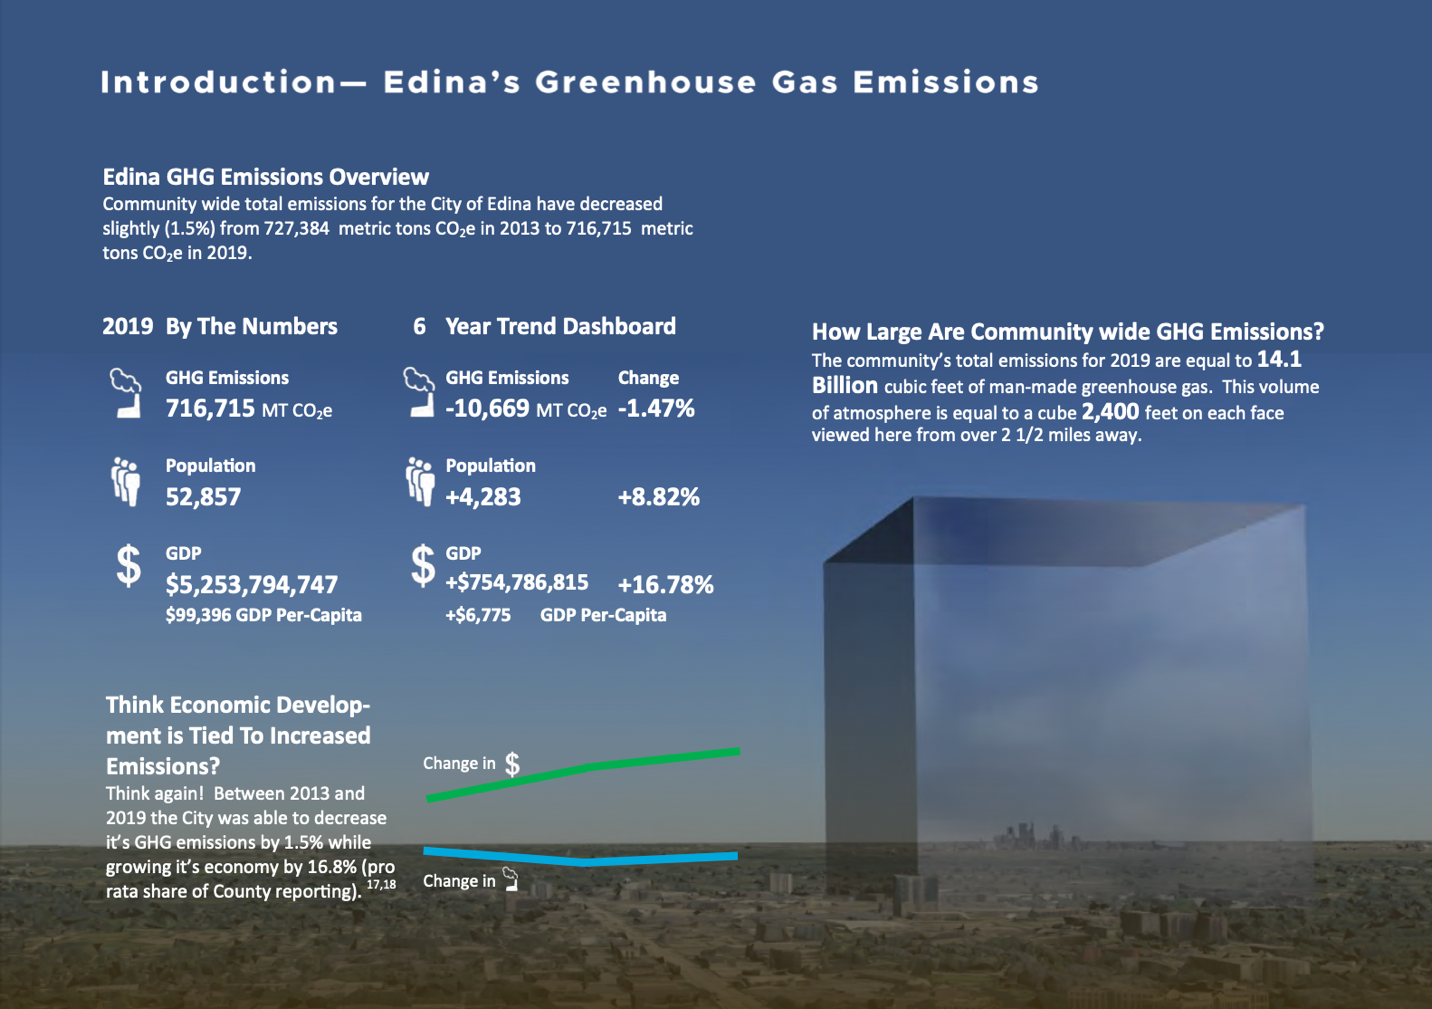 Introduction— Edina's Greenhouse Gas Emissions
Edina GHG Emissions Overview
Community wide total emissions for the City of Edina have decreased
slightly (1.5%) from 727,384 metric tons CO₂e in 2013 to 716,715 metric
tons CO₂e in 2019.
2019 By The Numbers
GHG Emissions
716,715 MT CO₂e
Population
52,857
$
GDP
$5,253,794,747
$99,396 GDP Per-Capita
6 Year Trend Dashboard
GHG Emissions Change
-10,669 MT CO₂e -1.47%
Population
+4,283 +8.82%
$
GDP
+$754,786,815 +16.78%
+$6,775 GDP Per-Capita
How Large Are Community wide GHG Emissions?
The community's total emissions for 2019 are equal to 14.1
Billion cubic feet of man-made greenhouse gas. This volume
of atmosphere is equal to a cube 2,400 feet on each face
viewed here from over 2 1/2 miles away.
Think Economic Develop-
ment is Tied To Increased
Emissions?
Think again! Between 2013 and
2019 the City was able to decrease
it's GHG emissions by 1.5% while
growing it's economy by 16.8% (pro
rata share of County reporting). 17,18
Change in $
Change in